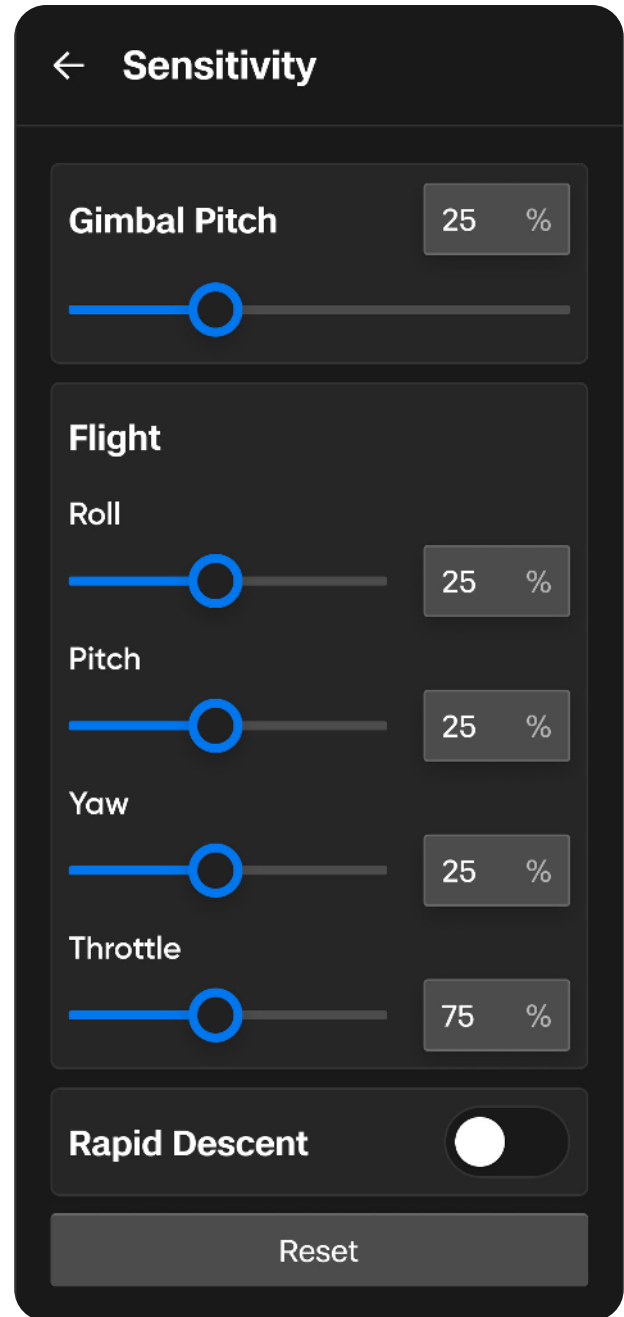 Sensitivity
Gimbal Pitch 25 %
Flight
Roll
25 %
Pitch
25 %
Yaw
25 %
Throttle
75 %
Rapid Descent
Reset